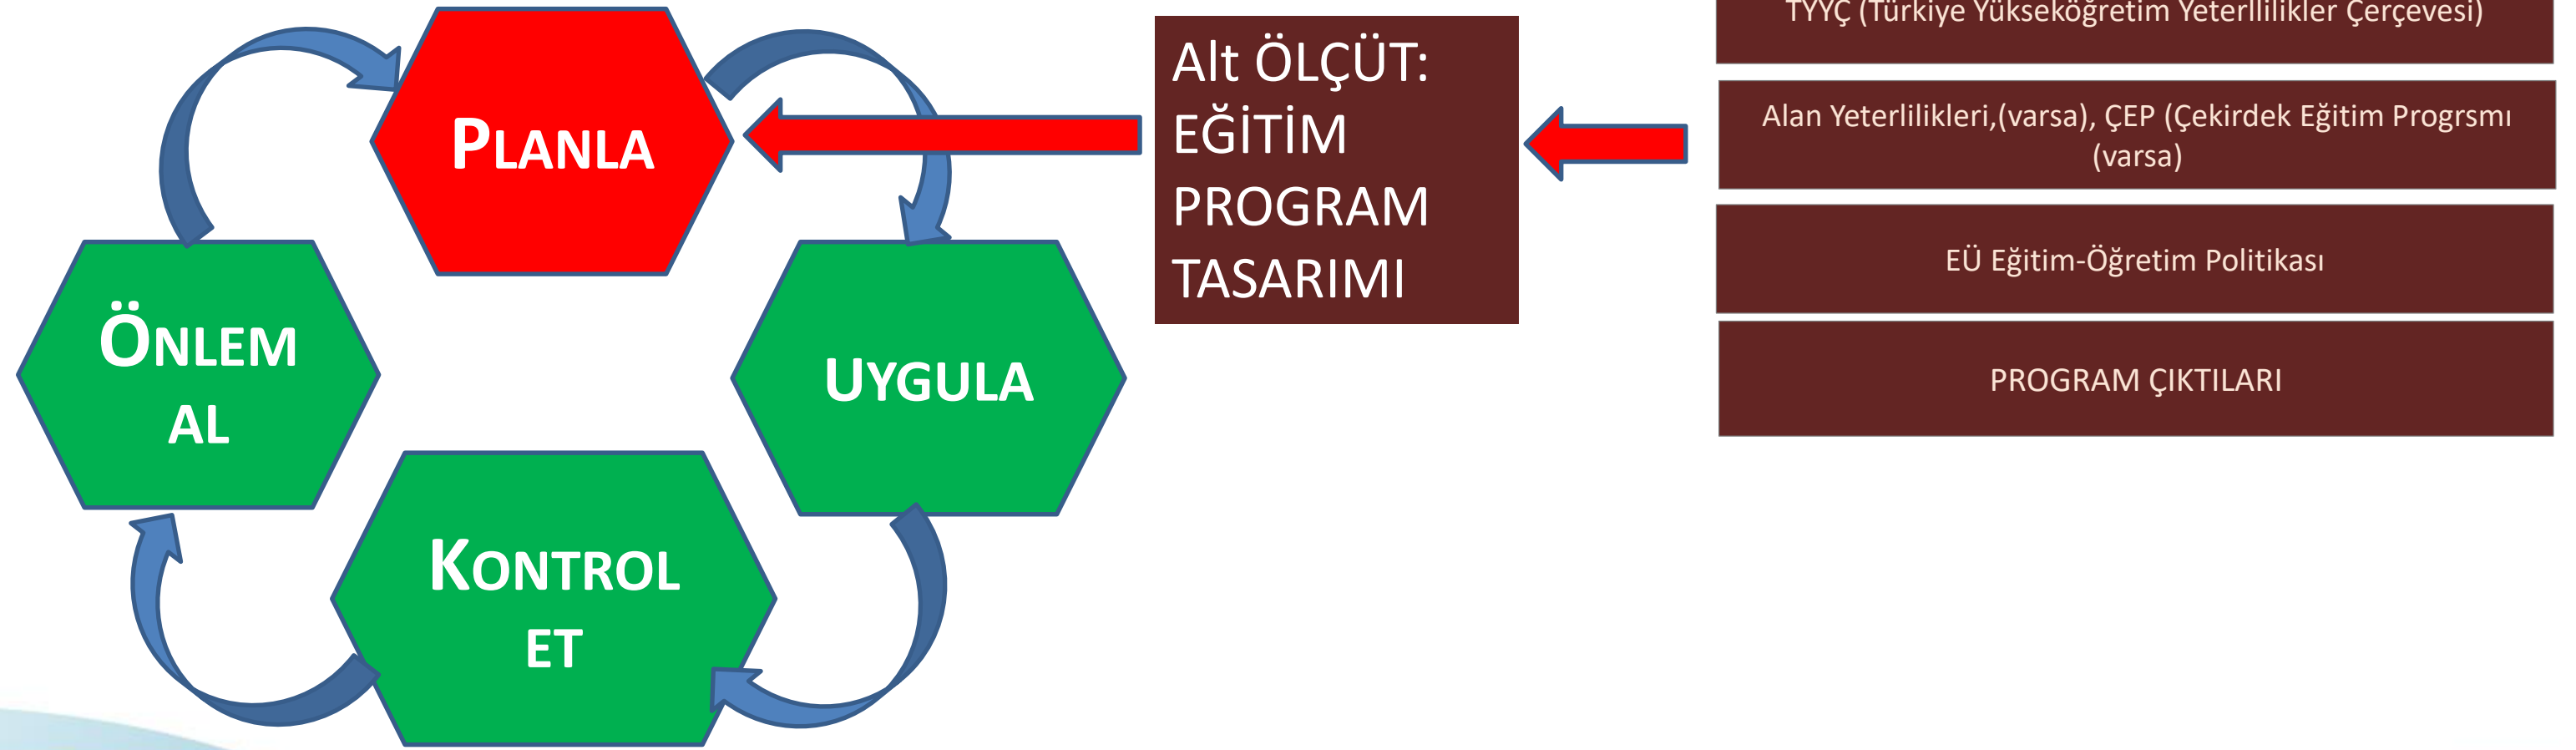 PLANLA
UYGULA
KONTROL
ET
ÖNLEM
AL
Alt ÖLÇÜT:
EĞİTİM
PROGRAM
TASARIMI
TYYÇ (Türkiye Yükseköğretim Yeterllilikler Çerçevesi)
Alan Yeterlilikleri,(varsa), ÇEP (Çekirdek Eğitim Progrsmı
(varsa)
EÜ Eğitim-Öğretim Politikası
PROGRAM ÇIKTILARI